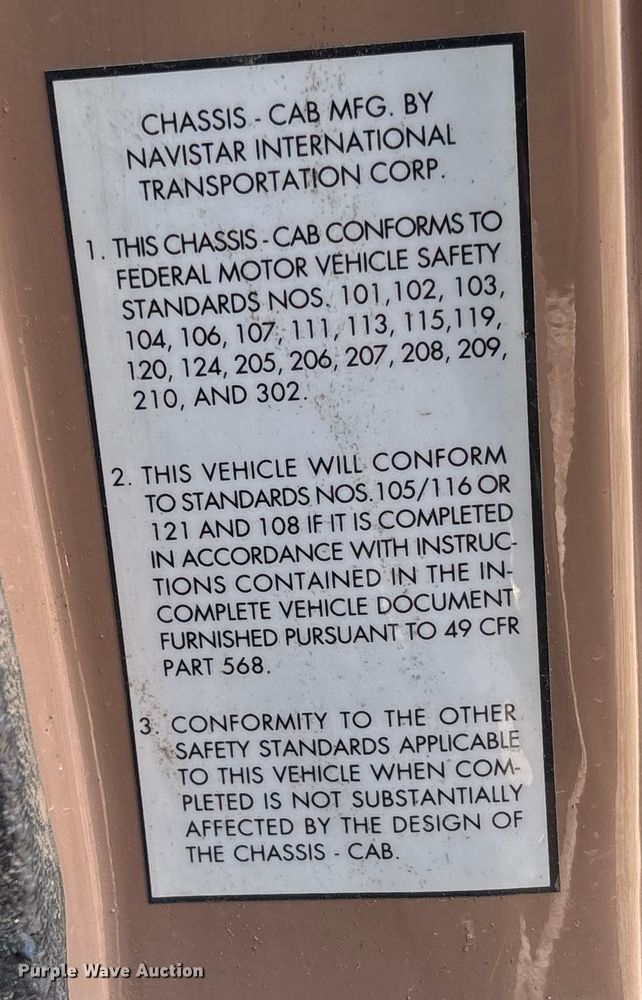 CHASSIS - CAB MFG. BY
NAVISTAR INTERNATIONAL
TRANSPORTATION CORP.
1. THIS CHASSIS - CAB CONFORMS TO
FEDERAL MOTOR VEHICLE SAFETY
STANDARDS NOS. 101,102, 103,
104, 106, 107, 111, 113, 115,119,
120, 124, 205, 206, 207, 208, 209,
210, AND 302.
2. THIS VEHICLE WILL CONFORM
TO STANDARDS NOS.105/116 OR
121 AND 108 IF IT IS COMPLETED
IN ACCORDANCE WITH INSTRUC-
TIONS CONTAINED IN THE IN-
COMPLETE VEHICLE DOCUMENT
FURNISHED PURSUANT TO 49 CFR
PART 568.
3. CONFORMITY TO THE OTHER
SAFETY STANDARDS APPLICABLE
TO THIS VEHICLE WHEN COM-
PLETED IS NOT SUBSTANTIALLY
AFFECTED BY THE DESIGN OF
THE CHASSIS - CAB.
Purple Wave Auction